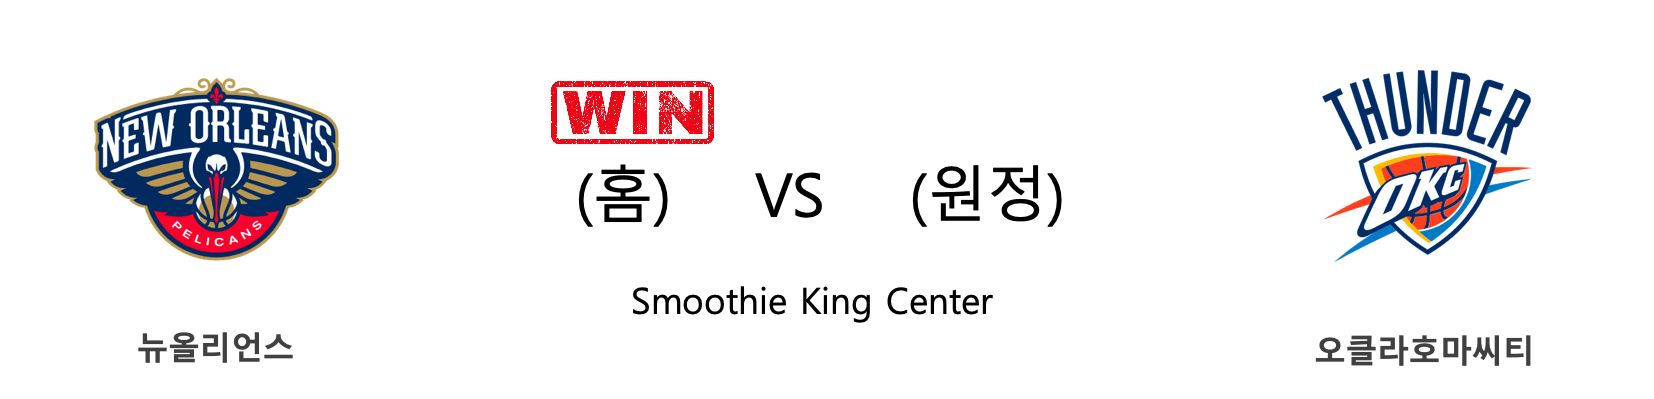 NEW ORLEANS
PELICANS
뉴올리언스
WIN
(홈) VS (원정)
Smoothie King Center
THUNDER
OKC
오클라호마씨티